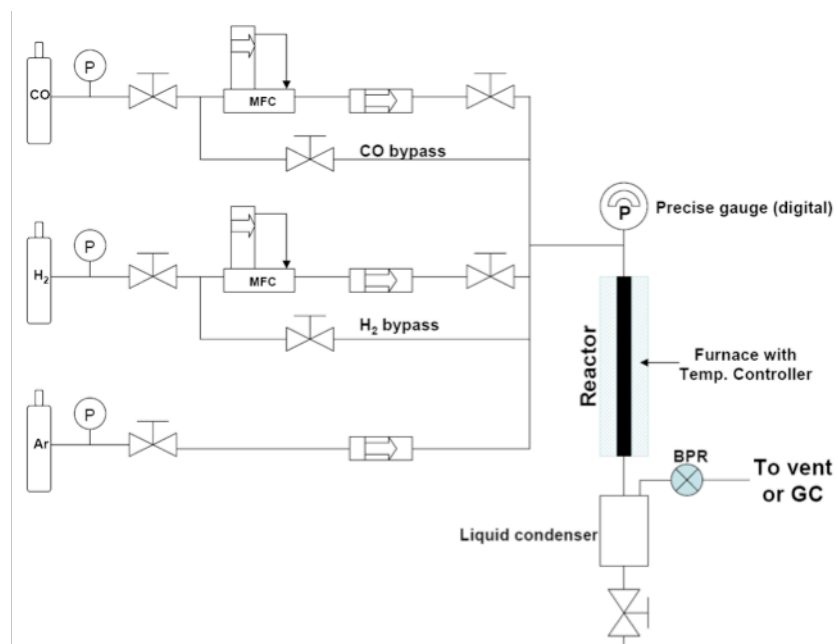 P
CO
MFC
CO bypass
P
Precise gauge (digital)
P
H2
MFC
H2 bypass
Reactor
Furnace with
Temp. Controller
P
Ar
BPR
To vent
or GC
Liquid condenser